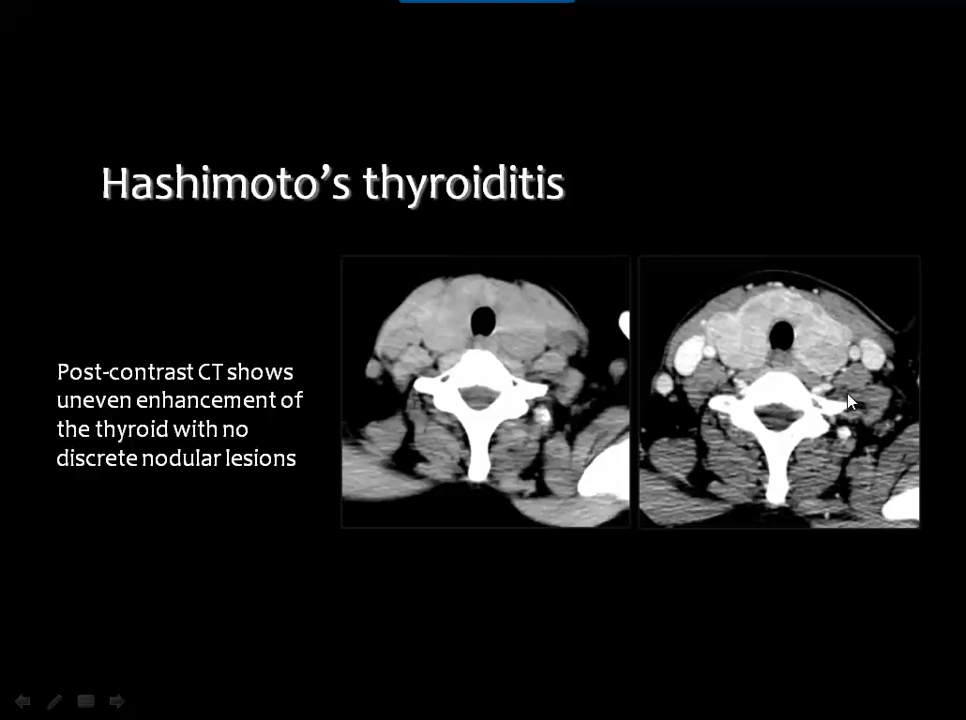 Hashimoto’s thyroiditis
Post-contrast CT shows
uneven enhancement of
the thyroid with no
discrete nodular lesions